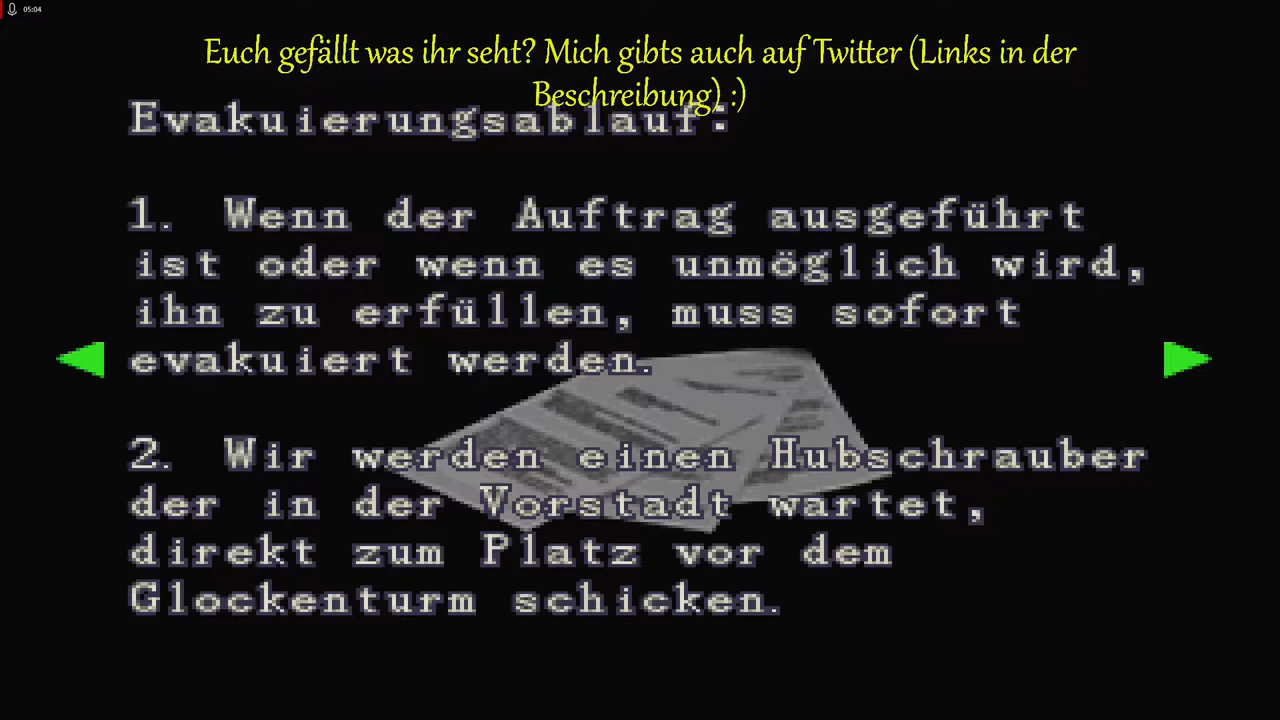 05:04
Euch gefällt was ihr seht? Mich gibts auch auf Twitter (Links in der
Beschreibung) :)
Evakuierungsablauf:
1. Wenn der Auftrag ausgeführt
ist oder wenn es unmöglich wird,
ihn zu erfüllen, muss sofort
evakuiert werden.
2. Wir werden einen Hubschrauber
der in der Vorstadt wartet,
direkt zum Platz vor dem
Glockenturm schicken.